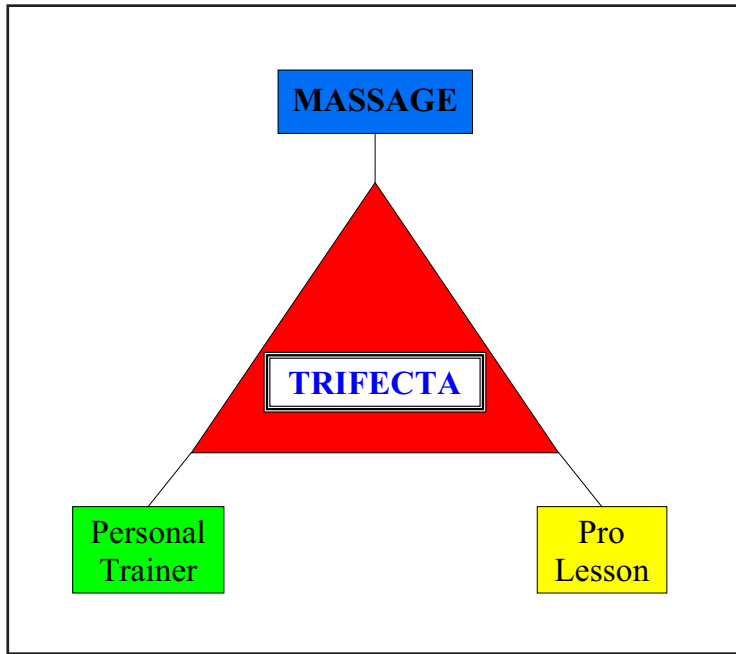 MASSAGE
TRIFECTA
Personal
Trainer
Pro
Lesson